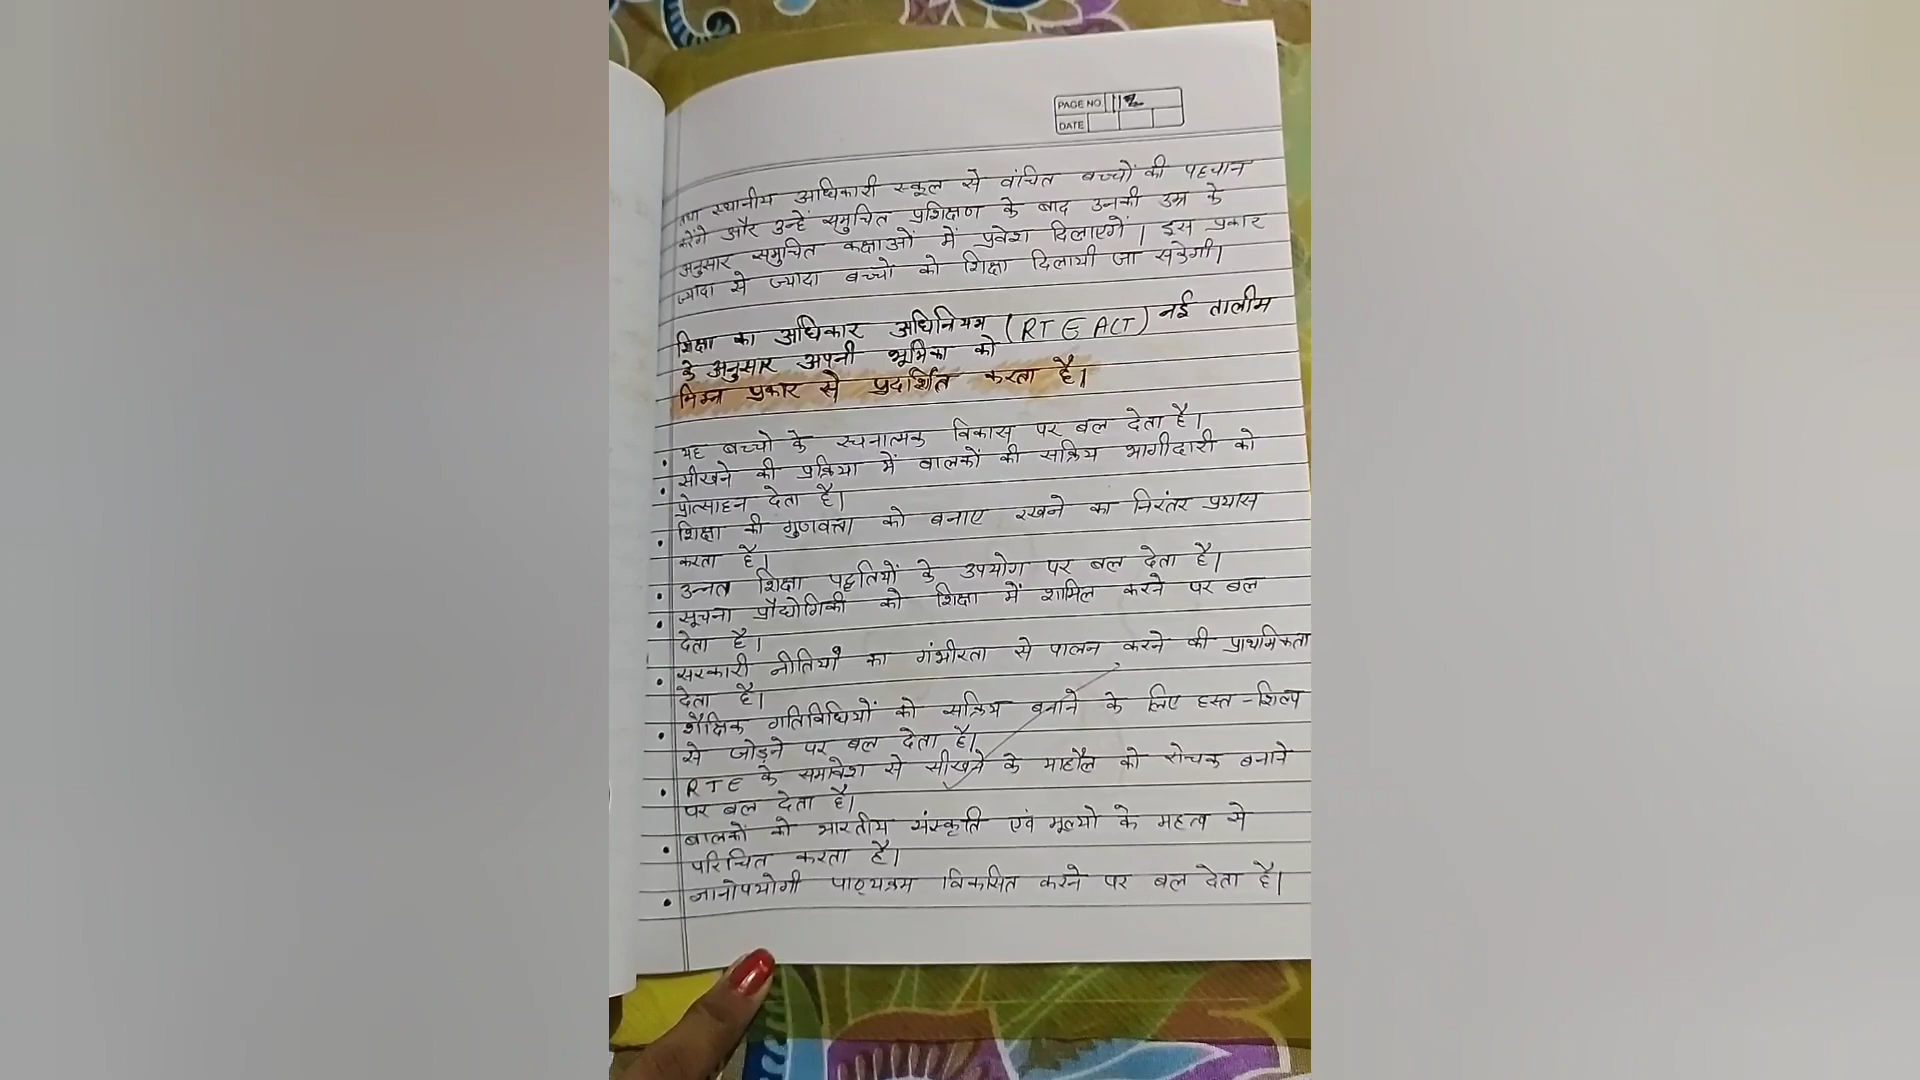 PAGE NO 112
DATE
तथा स्थानीय अधिकारी स्कूल से वंचित बच्चों की पहचान
करेंगे और उन्हें समुचित प्रशिक्षण के बाद उनकी उम्र के
अनुसार समुचित कक्षाओं में प्रवेश दिलाएगें। इस प्रकार
ज्यादा से ज्यादा बच्चों को शिक्षा दिलायी जा सकेगी।
शिक्षा का अधिकार अधिनियम (RTE ACT) नई तालीम
के अनुसार अपनी भूमिका को
निम्न प्रकार से प्रदर्शित करता है।
• यह बच्चो के रचनात्मक विकास पर बल देता है।
• सीखने की प्रक्रिया में बालकों की सक्रिय भागीदारी को
प्रोत्साहन देता है।
• शिक्षा की गुणवत्ता को बनाए रखने का निरंतर प्रयास
करता है।
• उन्नत शिक्षा पद्धतियों के उपयोग पर बल देता है।
• सूचना प्रौद्योगिकी को शिक्षा में शामिल करने पर बल
देता है।
• सरकारी नीतियों का गंभीरता से पालन करने की प्राथमिकता
देता है।
• शैक्षिक गतिविधियों को सक्रिय बनाने के लिए हस्त-शिल्प
से जोड़ने पर बल देता है।
• RTE के समावेश से सीखने के माहौल को रोचक बनाने
पर बल देता है।
• बालकों को भारतीय संस्कृति एवं मूल्यो के महत्व से
परिचित करता है।
• ज्ञानोपयोगी पाठ्यक्रम विकसित करने पर बल देता है।